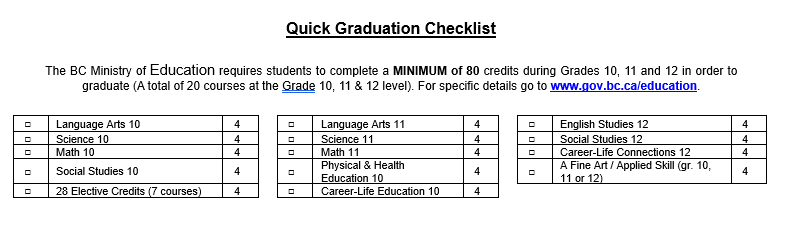 Quick Graduation Checklist
The BC Ministry of Education requires students to complete a MINIMUM of 80 credits during Grades 10, 11 and 12 in order to
graduate (A total of 20 courses at the Grade 10, 11 & 12 level). For specific details go to www.gov.bc.ca/education.
□ Language Arts 10 4
□ Science 10 4
□ Math 10 4
□ Social Studies 10 4
□ 28 Elective Credits (7 courses) 4
□ Language Arts 11 4
□ Science 11 4
□ Math 11 4
□ Physical & Health
Education 10 4
□ Career-Life Education 10 4
□ English Studies 12 4
□ Social Studies 12 4
□ Career-Life Connections 12 4
□ A Fine Art / Applied Skill (gr. 10,
11 or 12) 4